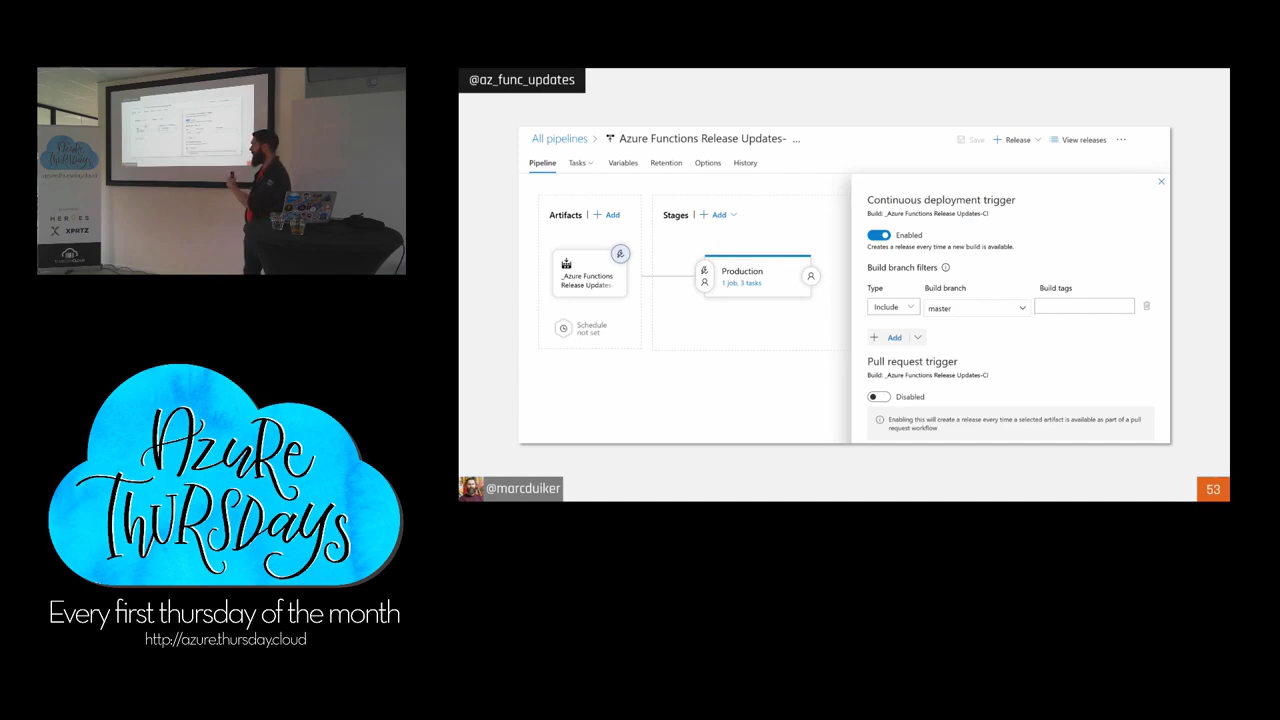 @az_func_updates
All pipelines > Azure Functions Release Updates- ...
Save + Release View releases ...
Pipeline Tasks Variables Retention Options History
Artifacts | + Add
Stages | + Add
_Azure Functions
Release Updates-
Schedule
not set
Production
1 job, 3 tasks
Continuous deployment trigger
Build: _Azure Functions Release Updates-CI
Enabled
Creates a release every time a new build is available.
Build branch filters
Type Build branch Build tags
Include master
+ Add
Pull request trigger
Build: _Azure Functions Release Updates-CI
Disabled
Enabling this will create a release every time a selected artifact is available as part of a pull
request workflow
@marcduiker
53
HEROES
XPRTZ
AZURE
THURSDAYS
Every first thursday of the month
http://azure.thursday.cloud